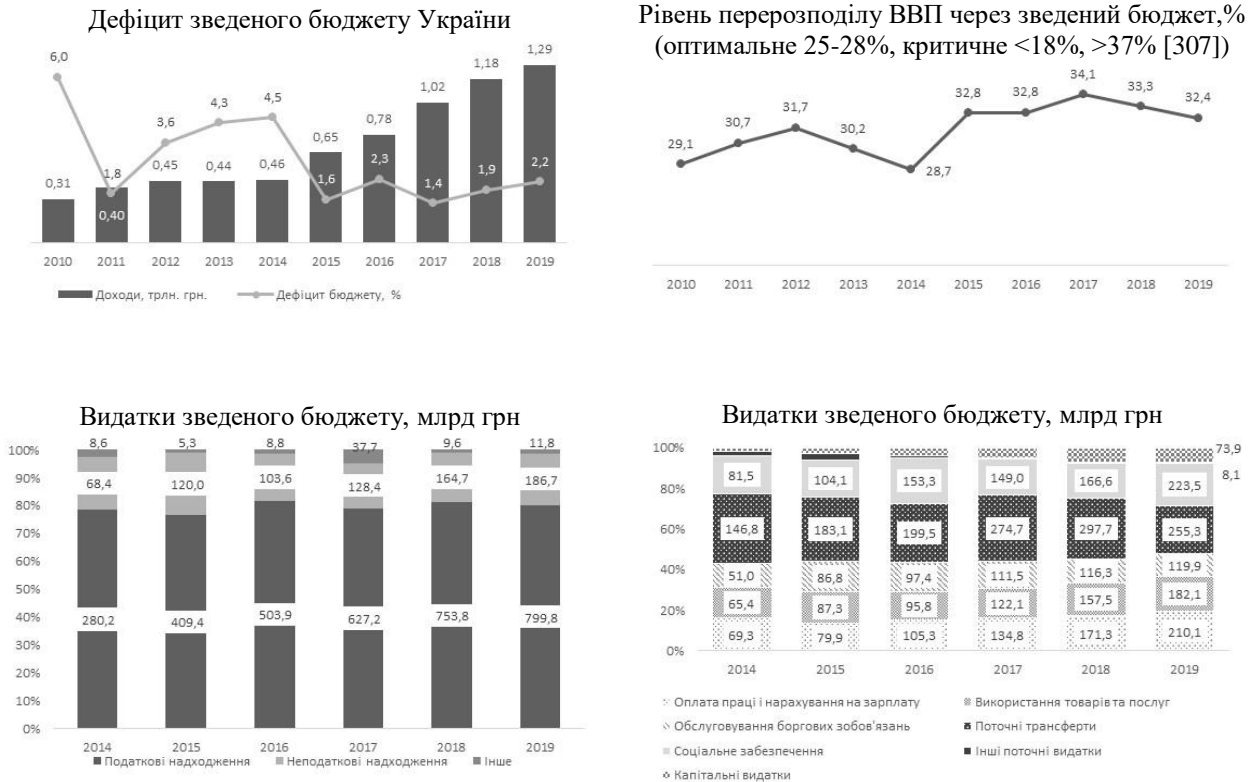 Дефіцит зведеного бюджету України
6,0
1,8
3,6
4,3
4,5
1,6
2,3
1,4
1,9
2,2
0,31
0,40
0,45
0,44
0,46
0,65
0,78
1,02
1,18
1,29
2010 2011 2012 2013 2014 2015 2016 2017 2018 2019
Доходи, трлн. грн. Дефіцит бюджету, %
Рівень перерозподілу ВВП через зведений бюджет,%
(оптимальне 25-28%, критичне <18%, >37% [307])
29,1
30,7
31,7
30,2
28,7
32,8
32,8
34,1
33,3
32,4
2010 2011 2012 2013 2014 2015 2016 2017 2018 2019
Видатки зведеного бюджету, млрд грн
100%
90%
80%
70%
60%
50%
40%
30%
20%
10%
0%
8,6 5,3 8,8 37,7 9,6 11,8
68,4 120,0 103,6 128,4 164,7 186,7
280,2 409,4 503,9 627,2 753,8 799,8
2014 2015 2016 2017 2018 2019
Податкові надходження Неподаткові надходження Інше
Видатки зведеного бюджету, млрд грн
100%
80%
60%
40%
20%
0%
73,9
8,1
81,5 104,1 153,3 149,0 166,6 223,5
146,8 183,1 199,5 274,7 297,7 255,3
51,0 86,8 97,4 111,5 116,3 119,9
65,4 87,3 95,8 122,1 157,5 182,1
69,3 79,9 105,3 134,8 171,3 210,1
2014 2015 2016 2017 2018 2019
Оплата праці і нарахування на зарплату Використання товарів та послуг
Обслуговування боргових зобов'язань Поточні трансферти
Соціальне забезпечення Інші поточні видатки
Капітальні видатки